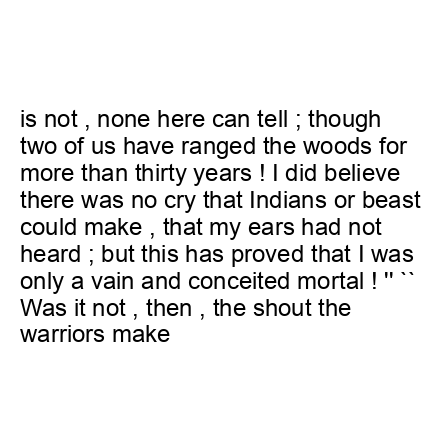 is not , none here can tell ; though
two of us have ranged the woods for
more than thirty years ! I did believe
there was no cry that Indians or beast
could make , that my ears had not
heard ; but this has proved that I was
only a vain and conceited mortal ! '' ``
Was it not , then , the shout the
warriors make